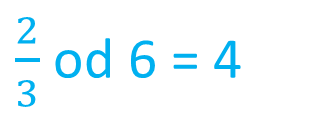 2/3 od 6 = 4